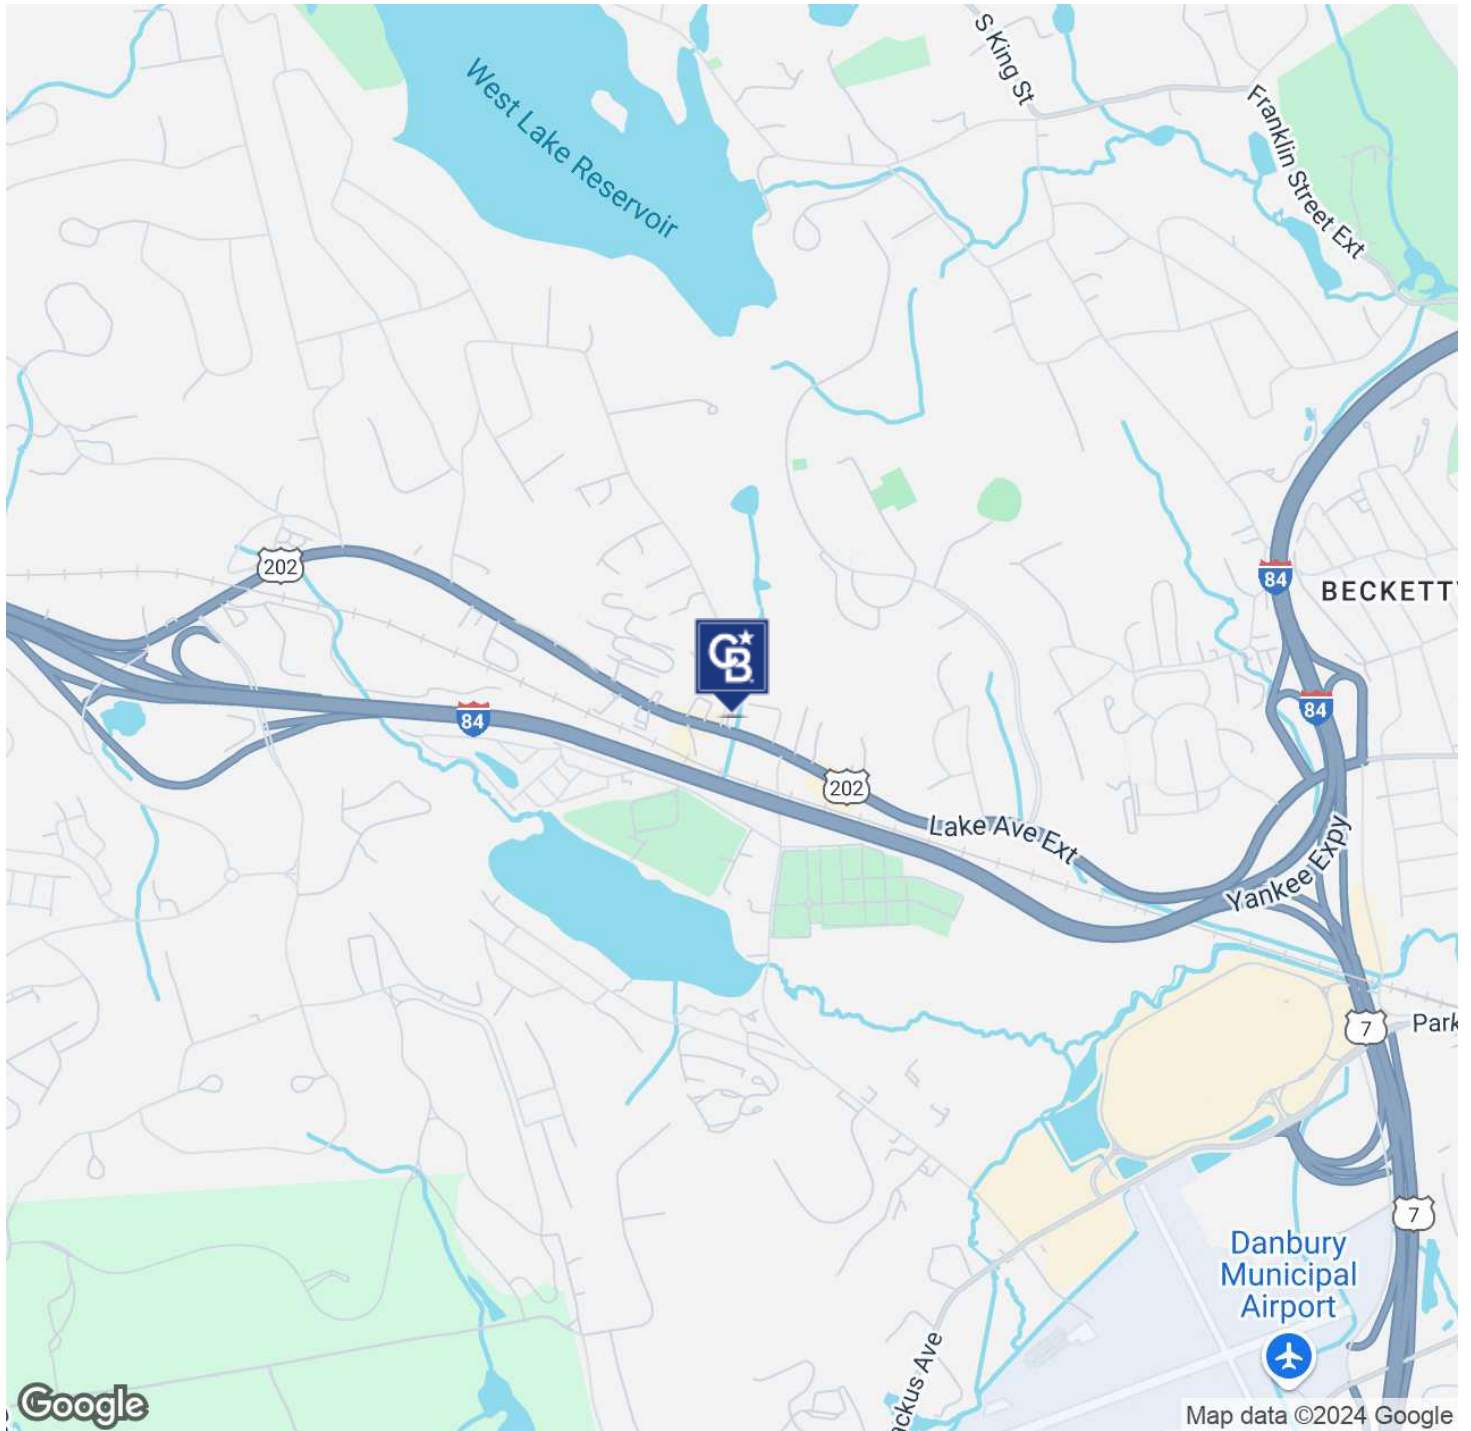 S King St
West Lake Reservoir
Franklin Street Ext
202
84
BECKETT
CB
84
84
202
Lake Ave Ext
Yankee Expy
7
Park
7
Danbury
Municipal
Airport
ackus Ave
Google
Map data ©2024 Google